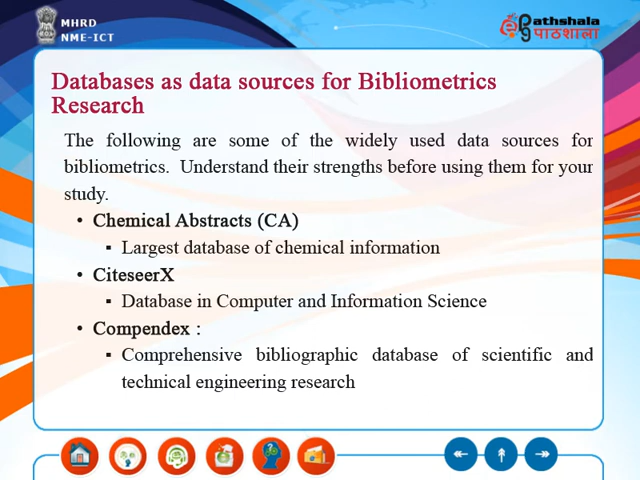 MHRD
NME-ICT
Pathshala
पाठशाला
Databases as data sources for Bibliometrics
Research
The following are some of the widely used data sources for
bibliometrics. Understand their strengths before using them for your
study.
• Chemical Abstracts (CA)
▪ Largest database of chemical information
• CiteseerX
▪ Database in Computer and Information Science
• Compendex :
▪ Comprehensive bibliographic database of scientific and
technical engineering research